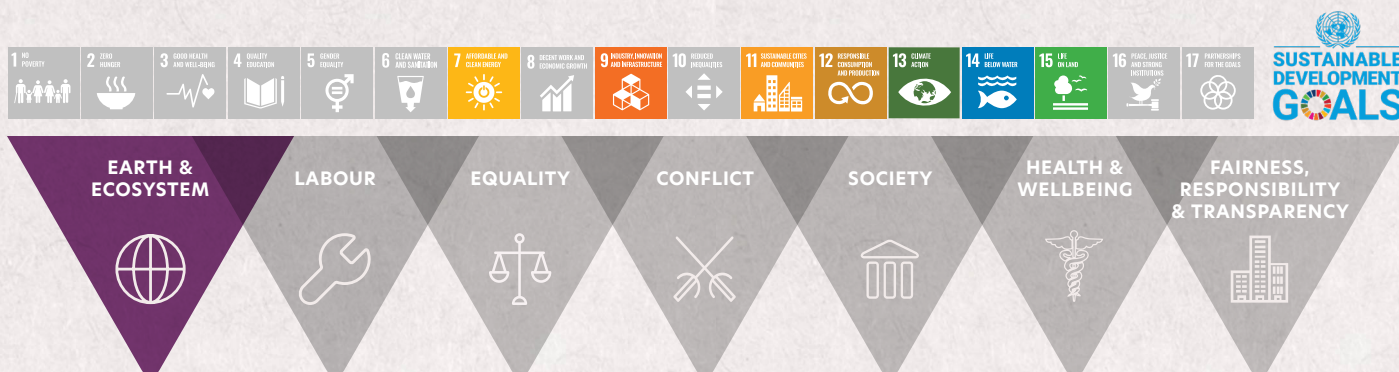 1 NO
POVERTY
2 ZERO
HUNGER
3 GOOD HEALTH
AND WELL-BEING
4 QUALITY
EDUCATION
5 GENDER
EQUALITY
6 CLEAN WATER
AND SANITATION
7 AFFORDABLE AND
CLEAN ENERGY
8 DECENT WORK AND
ECONOMIC GROWTH
9 INDUSTRY, INNOVATION
AND INFRASTRUCTURE
10 REDUCED
INEQUALITIES
11 SUSTAINABLE CITIES
AND COMMUNITIES
12 RESPONSIBLE
CONSUMPTION
AND PRODUCTION
13 CLIMATE
ACTION
14 LIFE
BELOW WATER
15 LIFE
ON LAND
16 PEACE, JUSTICE
AND STRONG
INSTITUTIONS
17 PARTNERSHIPS
FOR THE GOALS
SUSTAINABLE
DEVELOPMENT
GOALS
EARTH &
ECOSYSTEM
LABOUR
EQUALITY
CONFLICT
SOCIETY
HEALTH &
WELLBEING
FAIRNESS,
RESPONSIBILITY
& TRANSPARENCY